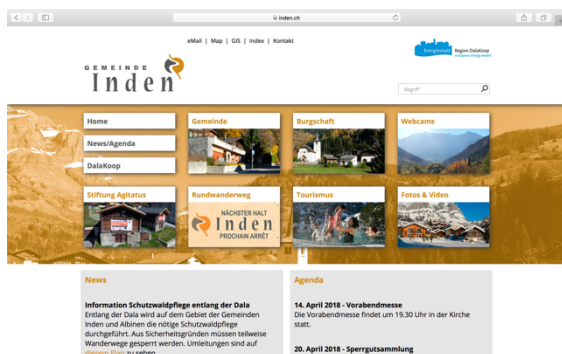 inden.ch
eMail | Map | GIS | Index | Kontakt
Energiestadt
Region DalaKoop
european energy award
GEMEINDE
Inden
Begriff
Home
Gemeinde
Burgschaft
Webcams
News/Agenda
DalaKoop
Stiftung Agitatus
Rundwanderweg
Tourismus
Fotos & Video
NÄCHSTER HALT
Inden
PROCHAIN ARRÊT
News
Agenda
Information Schutzwaldpflege entlang der Dala
Entlang der Dala wird auf dem Gebiet der Gemeinden
Inden und Albinen die nötige Schutzwaldpflege
durchgeführt. Aus Sicherheitsgründen müssen teilweise
Wanderwege gesperrt werden. Umleitungen sind auf
diesem Plan zu sehen.
14. April 2018 - Vorabendmesse
Die Vorabendmesse findet um 19.30 Uhr in der Kirche
statt.
20. April 2018 - Sperrgutsammlung